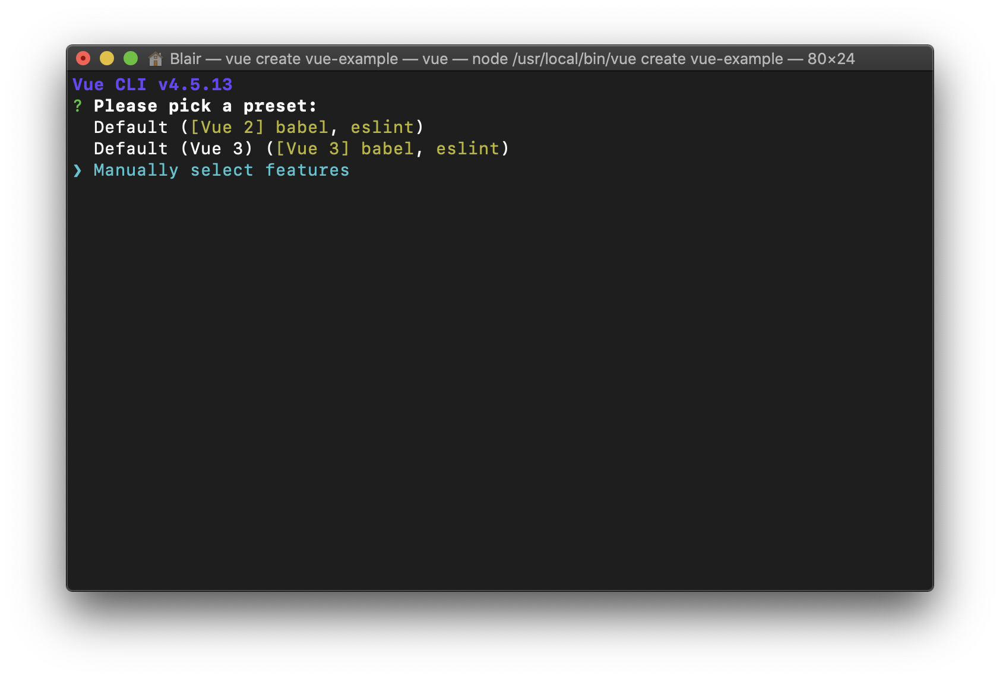 Blair — vue create vue-example — vue — node /usr/local/bin/vue create vue-example — 80×24
Vue CLI v4.5.13
? Please pick a preset:
Default ([Vue 2] babel, eslint)
Default (Vue 3) ([Vue 3] babel, eslint)
❯ Manually select features